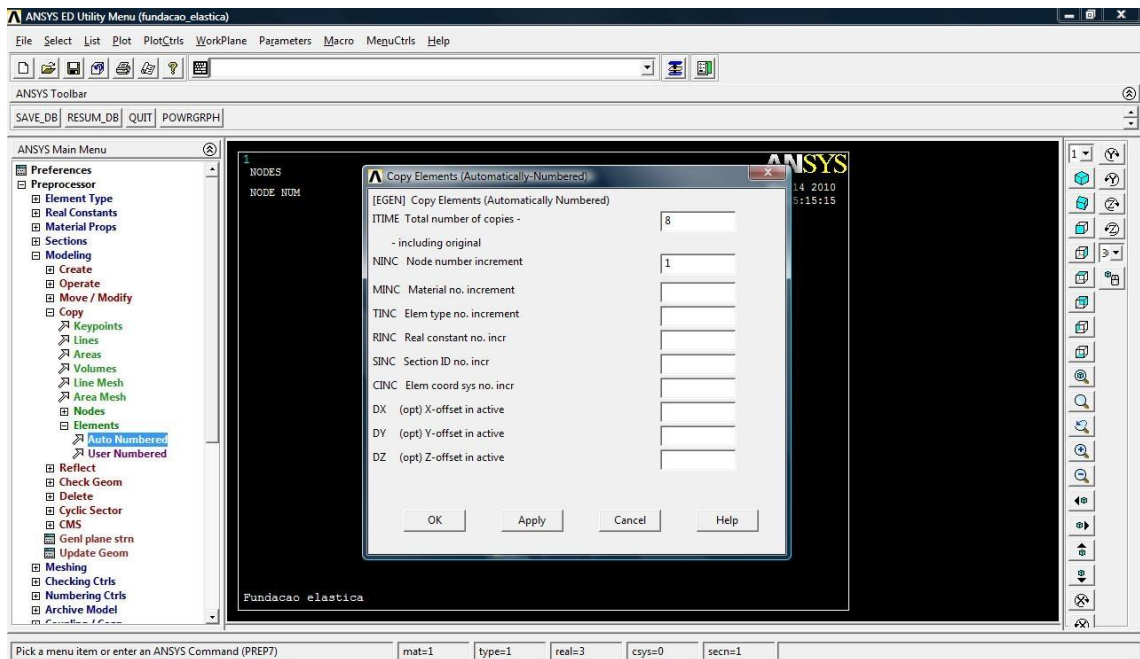 ANSYS ED Utility Menu (fundacao_elastica)
File Select List Plot PlotCtrls WorkPlane Parameters Macro MenuCtrls Help
ANSYS Toolbar
SAVE_DB RESUM_DB QUIT POWRGRPH
ANSYS Main Menu
Preferences
Preprocessor
Element Type
Real Constants
Material Props
Sections
Modeling
Create
Operate
Move / Modify
Copy
Keypoints
Lines
Areas
Volumes
Line Mesh
Area Mesh
Nodes
Elements
Auto Numbered
User Numbered
Reflect
Check Geom
Delete
Cyclic Sector
CMS
Genl plane strn
Update Geom
Meshing
Checking Ctrls
Numbering Ctrls
Archive Model
1
NODES
NODE NUM
ANSYS
14 2010
5:15:15
Copy Elements (Automatically-Numbered)
[EGEN] Copy Elements (Automatically Numbered)
ITIME Total number of copies - 8
- including original
NINC Node number increment 1
MINC Material no. increment
TINC Elem type no. increment
RINC Real constant no. incr
SINC Section ID no. incr
CINC Elem coord sys no. incr
DX (opt) X-offset in active
DY (opt) Y-offset in active
DZ (opt) Z-offset in active
OK Apply Cancel Help
Fundacao elastica
1
Pick a menu item or enter an ANSYS Command (PREP7) mat=1 type=1 real=3 csys=0 secn=1